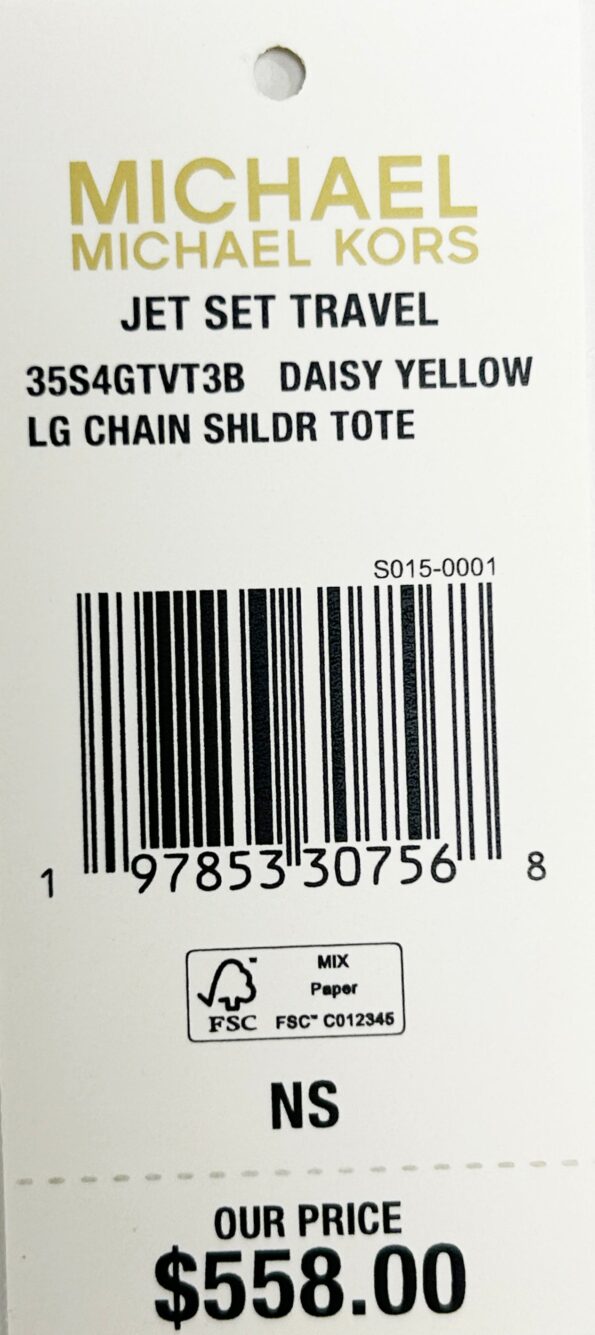 MICHAEL
MICHAEL KORS
JET SET TRAVEL
35S4GTVT3B DAISY YELLOW
LG CHAIN SHLDR TOTE
S015-0001
1 97853 30756 8
MIX
Paper
FSC FSC™ C012345
NS
OUR PRICE
$558.00